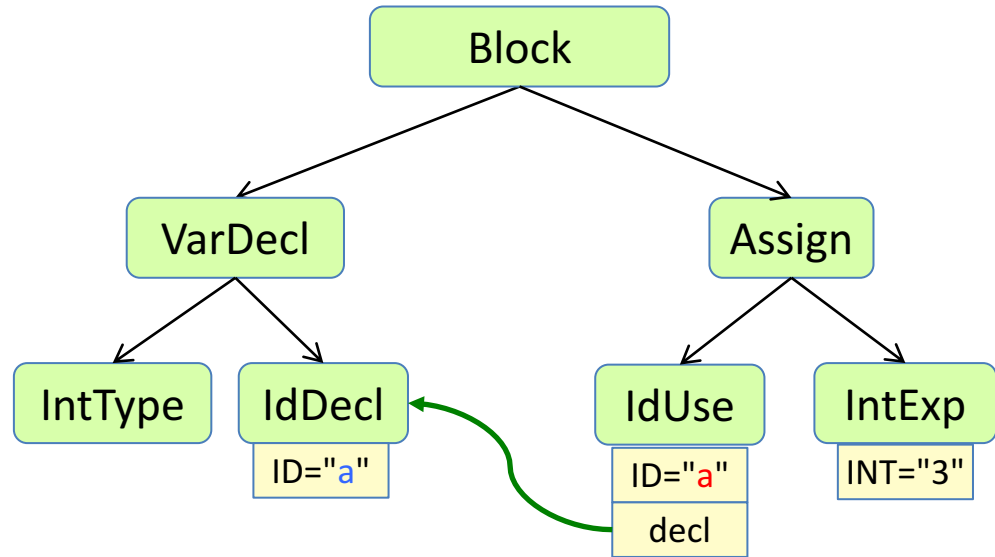 Block
VarDecl
Assign
IntType
IdDecl
IdUse
IntExp
ID="a"
ID="a"
INT="3"
decl